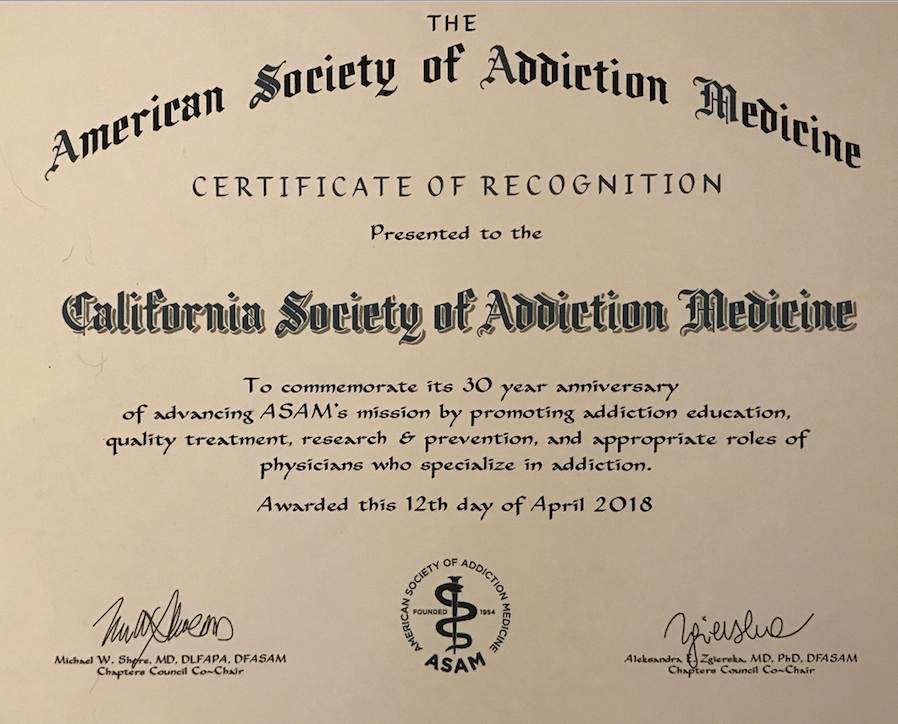 THE
American Society of Addiction Medicine
CERTIFICATE OF RECOGNITION
Presented to the
California Society of Addiction Medicine
To commemorate its 30 year anniversary
of advancing ASAM's mission by promoting addiction education,
quality treatment, research & prevention, and appropriate roles of
physicians who specialize in addiction.
Awarded this 12th day of April 2018
AMERICAN SOCIETY OF ADDICTION MEDICINE
FOUNDED 1954
ASAM
Michael W. Shore, MD, DLFAPA, DFASAM
Chapters Council Co~Chair
Aleksandra E. Zgierska, MD, PhD, DFASAM
Chapters Council Co~Chair